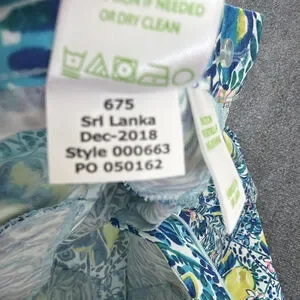 IF NEEDED
OR DRY CLEAN
675
Sri Lanka
Dec-2018
Style 000663
PO 050162